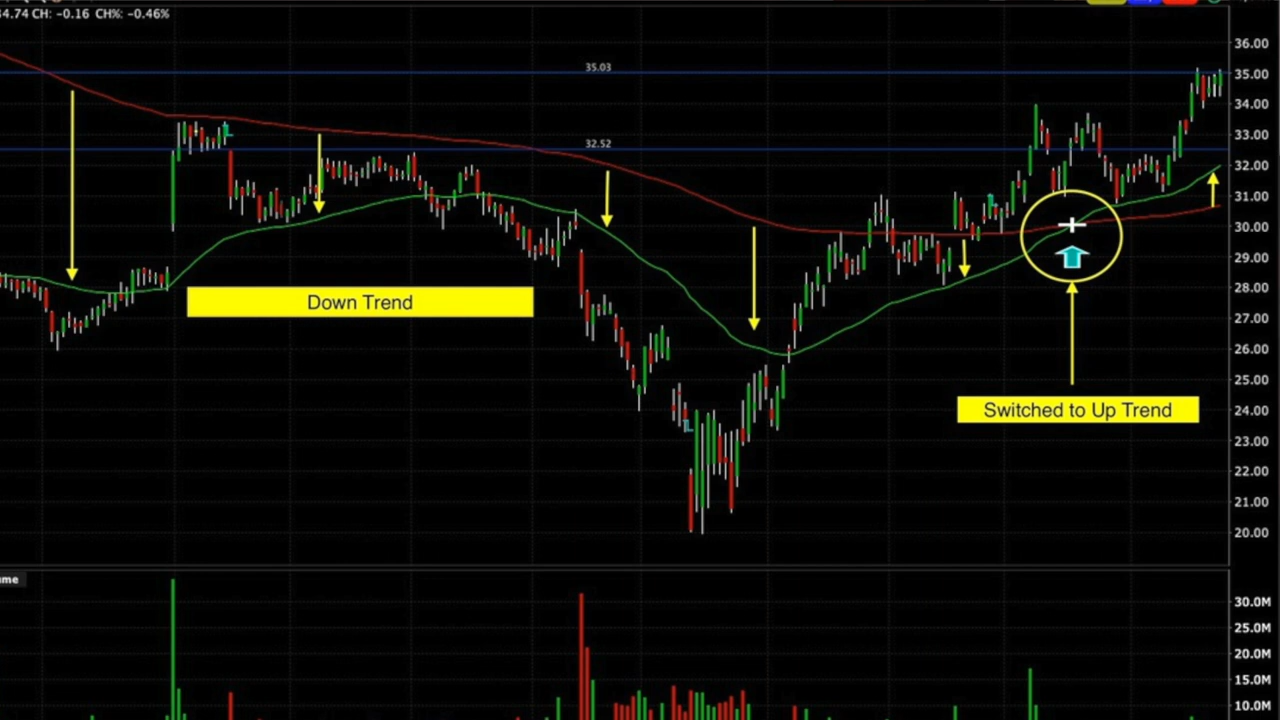 34.74 CH: -0.16 CH%: -0.46%
36.00
35.03
35.00
34.00
33.00
32.52
32.00
31.00
30.00
29.00
28.00
Down Trend
27.00
26.00
25.00
24.00
Switched to Up Trend
23.00
22.00
21.00
20.00
ume
30.0M
25.0M
20.0M
15.0M
10.0M